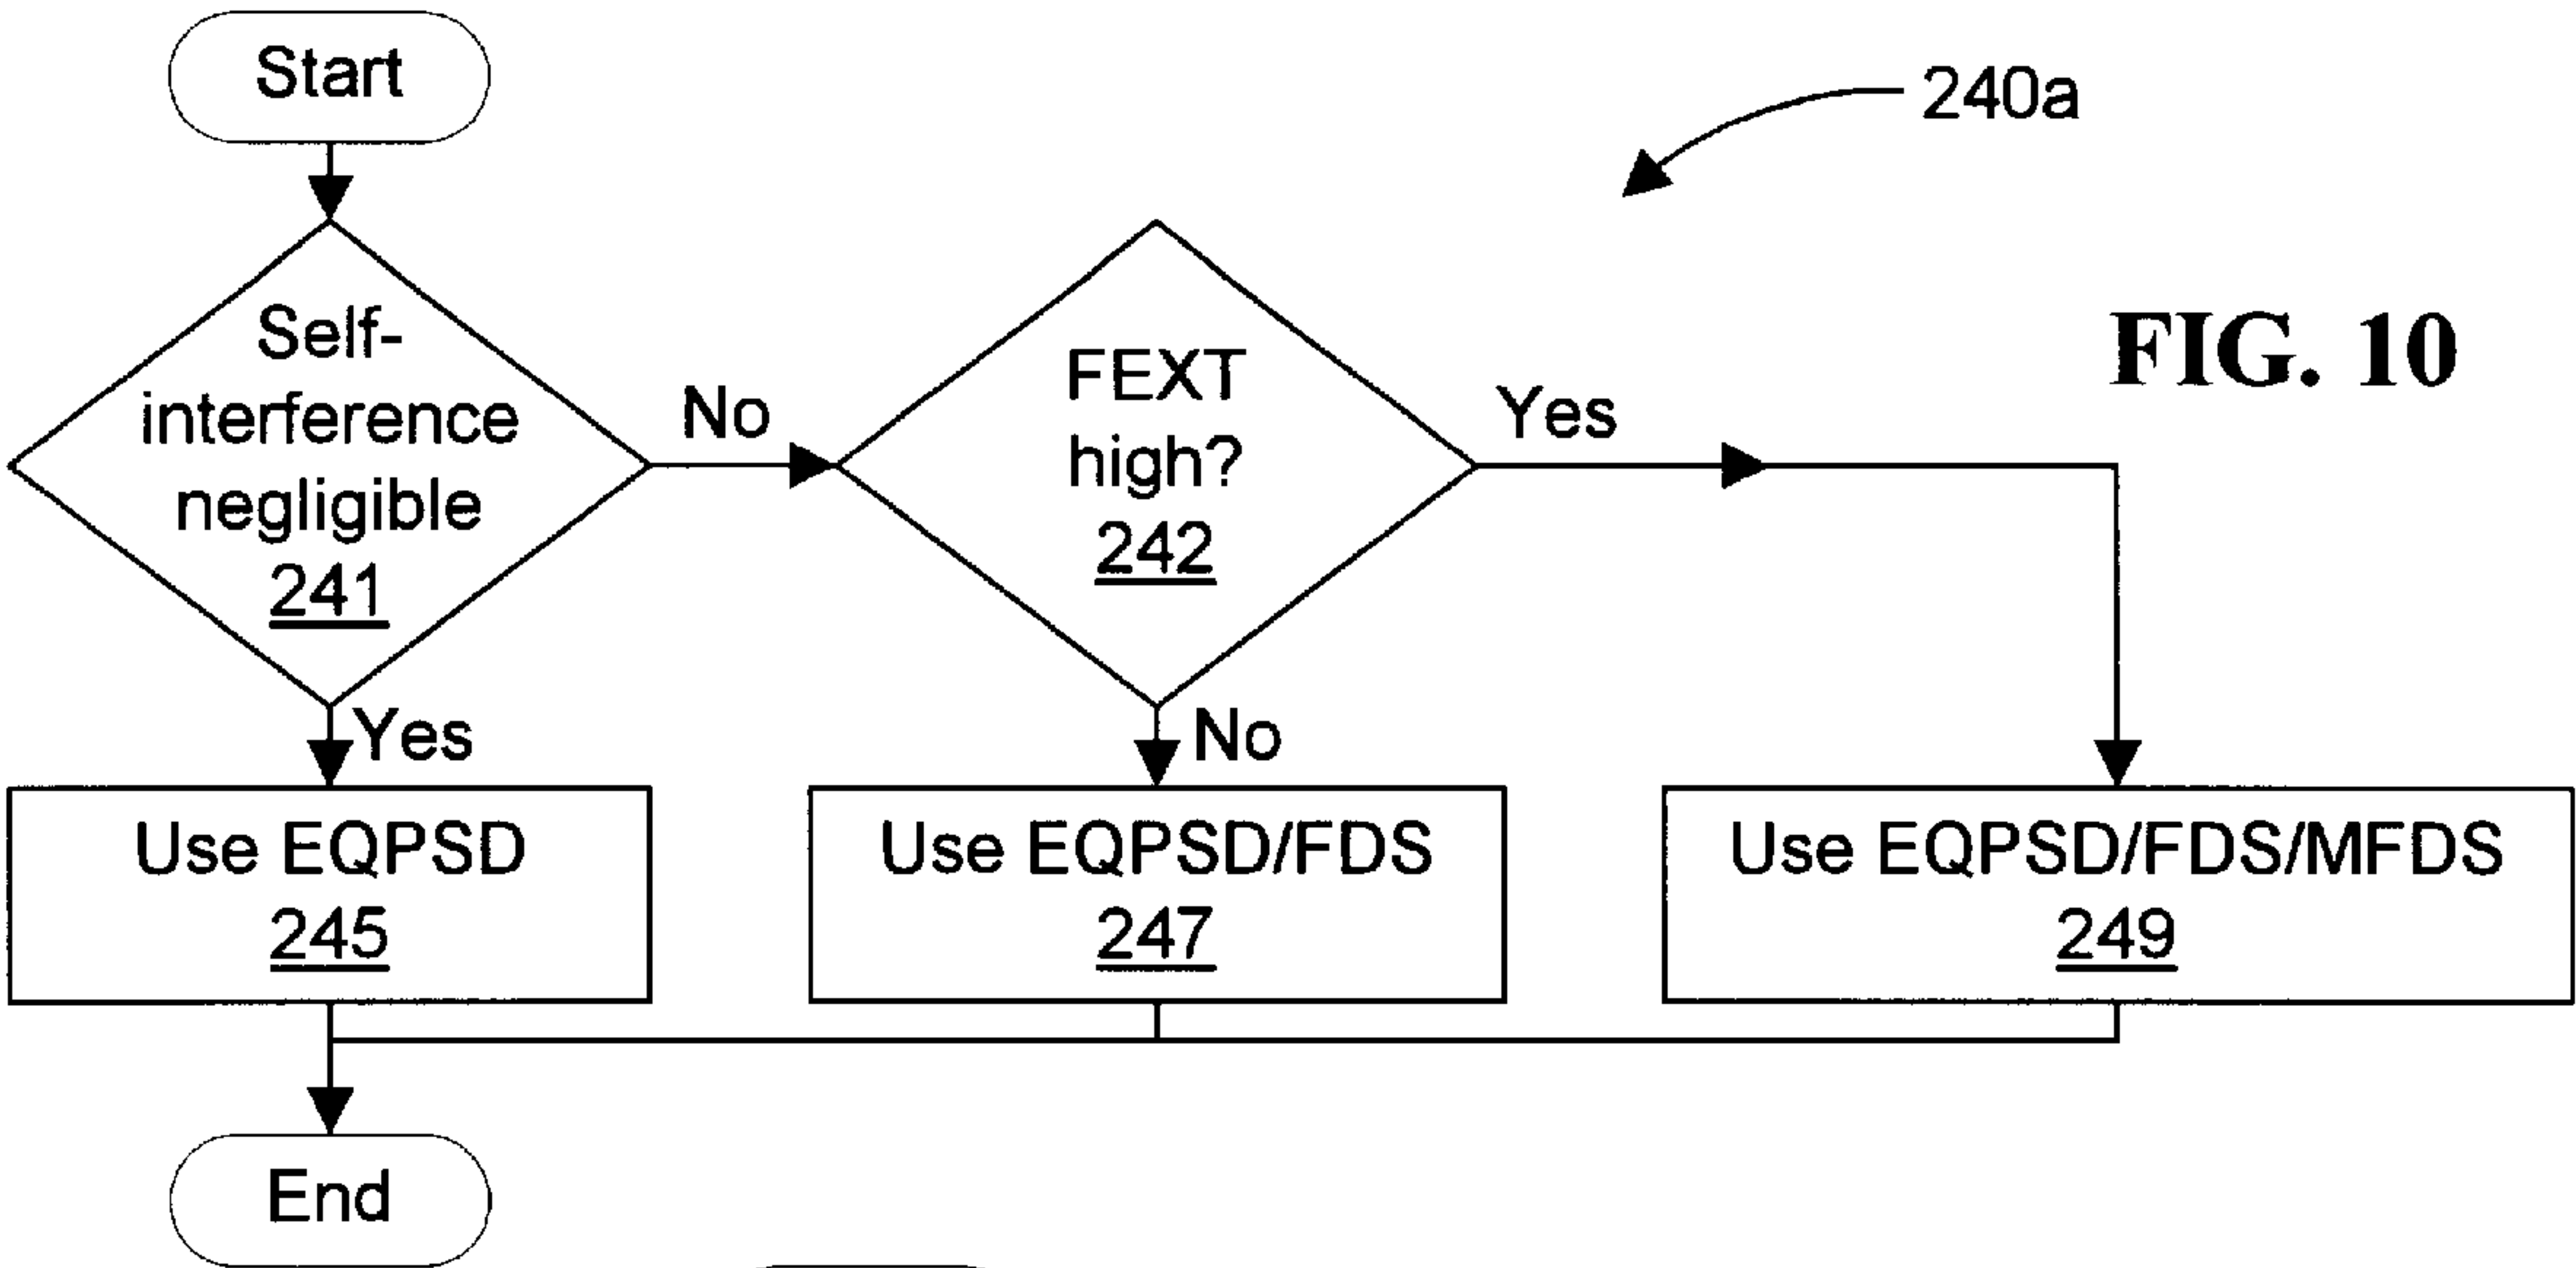 Start
240a
FIG. 10
Self-
interference
negligible
241
No
FEXT
high?
242
Yes
Yes
No
Use EQPSD
245
Use EQPSD/FDS
247
Use EQPSD/FDS/MFDS
249
End